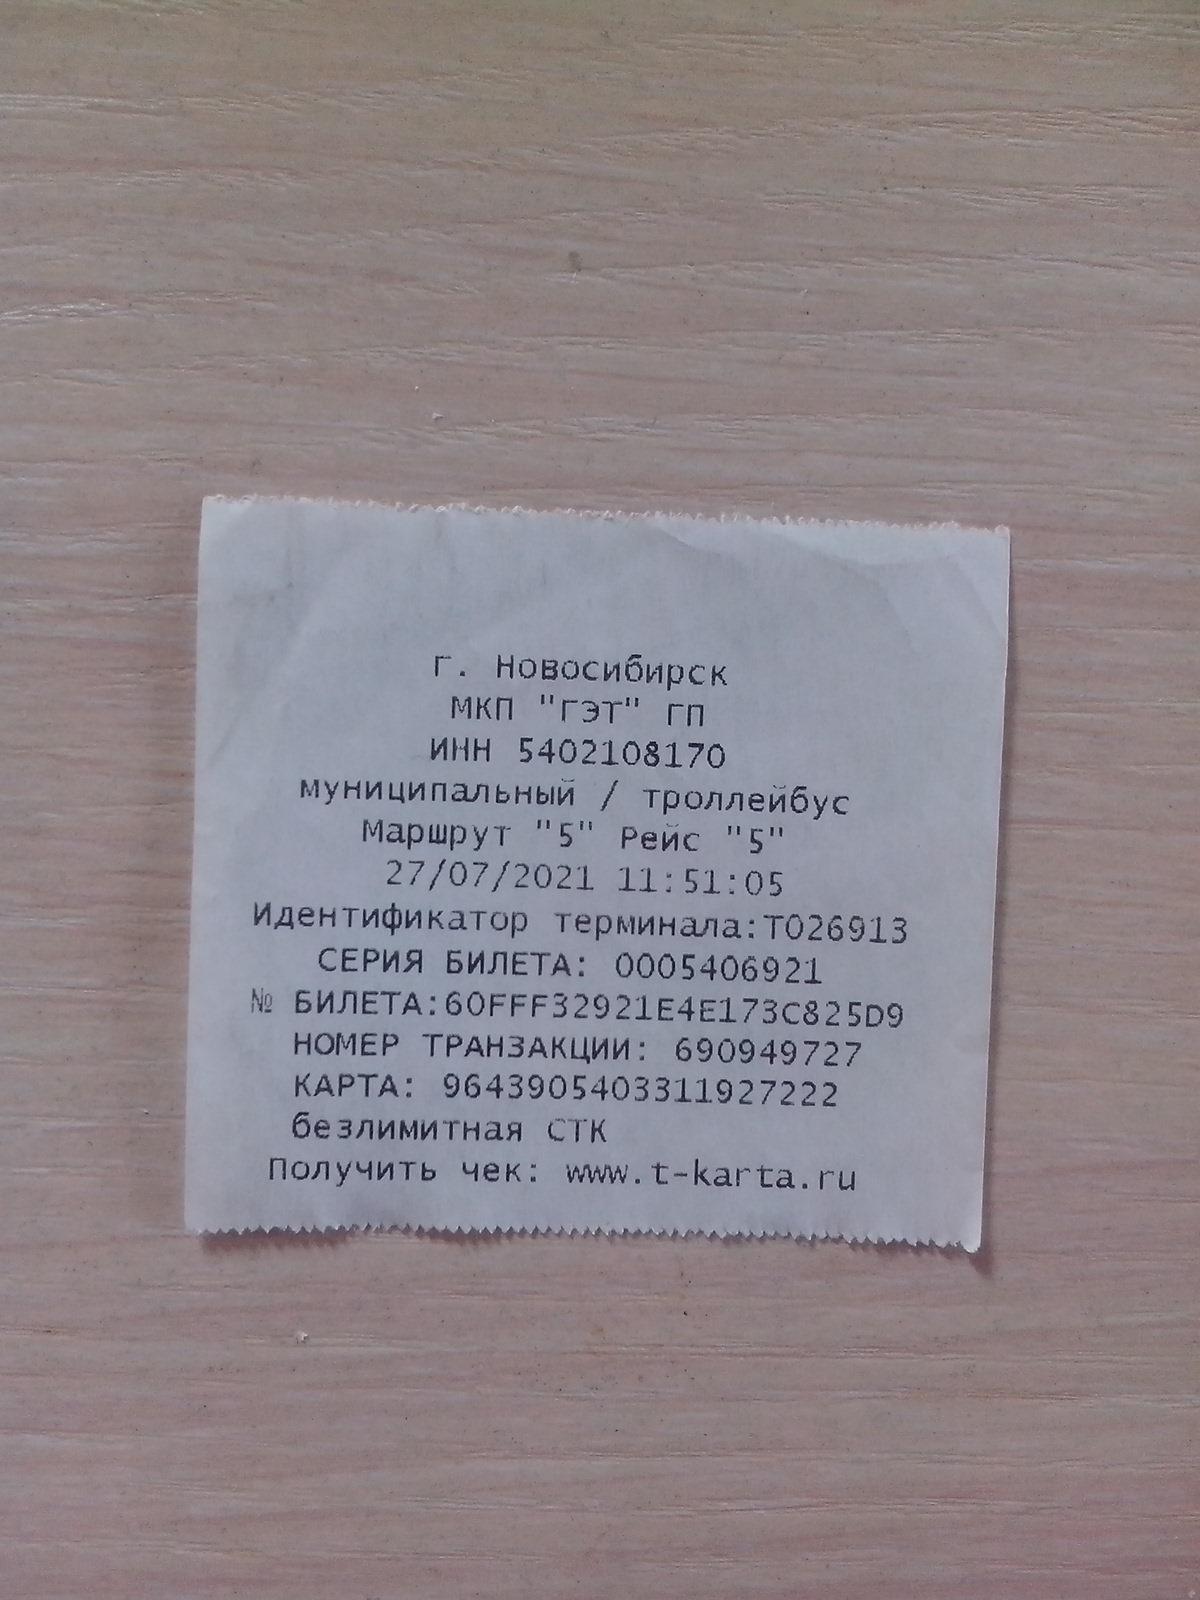 г. Новосибирск
МКП "ГЭТ" ГП
ИНН 5402108170
муниципальный / троллейбус
Маршрут "5" Рейс "5"
27/07/2021 11:51:05
Идентификатор терминала:T026913
СЕРИЯ БИЛЕТА: 0005406921
№ БИЛЕТА:60FFF32921E4E173C825D9
НОМЕР ТРАНЗАКЦИИ: 690949727
КАРТА: 9643905403311927222
безлимитная СТК
Получить чек: www.t-karta.ru